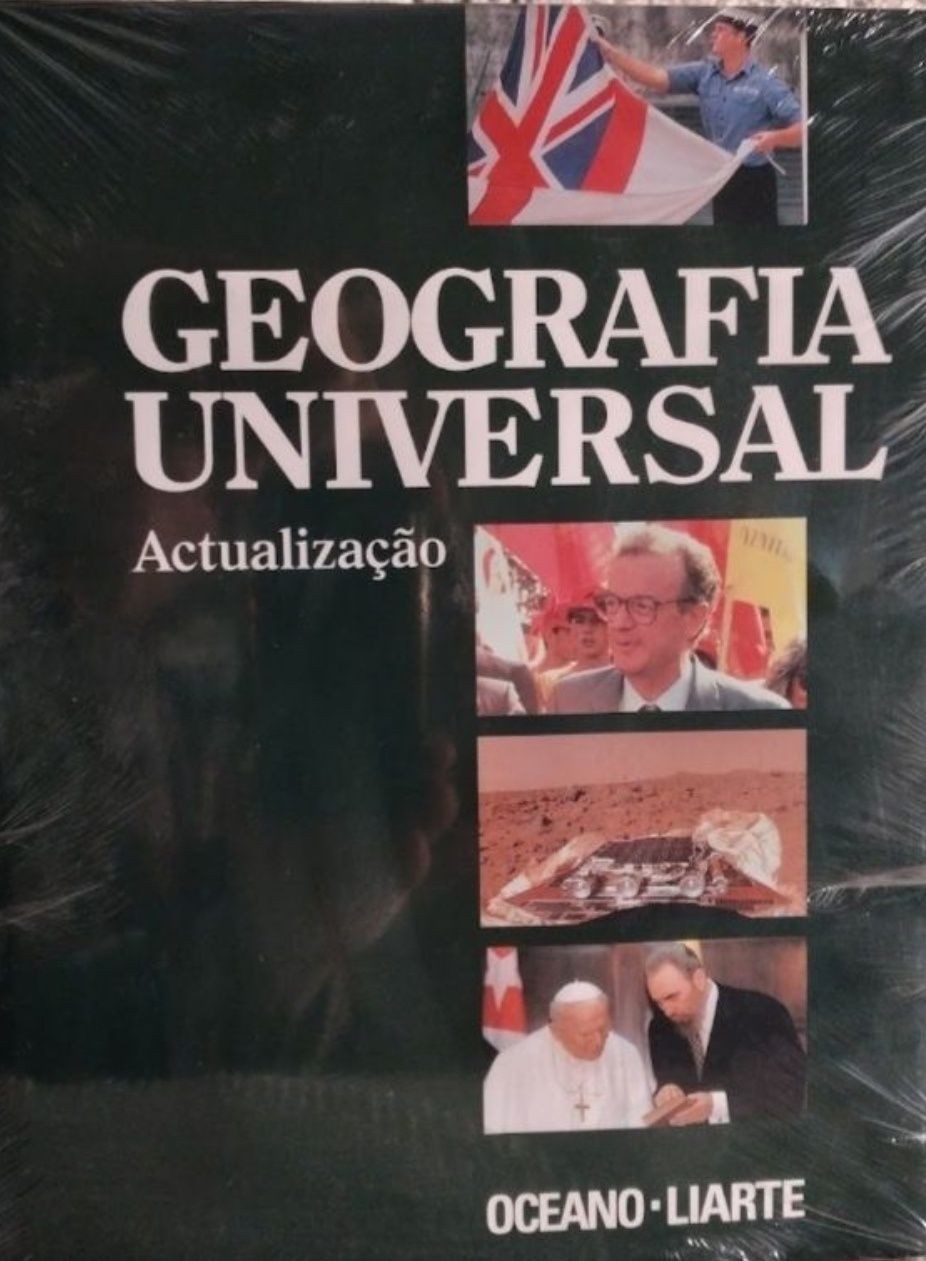 GEOGRAFIA
UNIVERSAL
Actualização
OCEANO·LIARTE